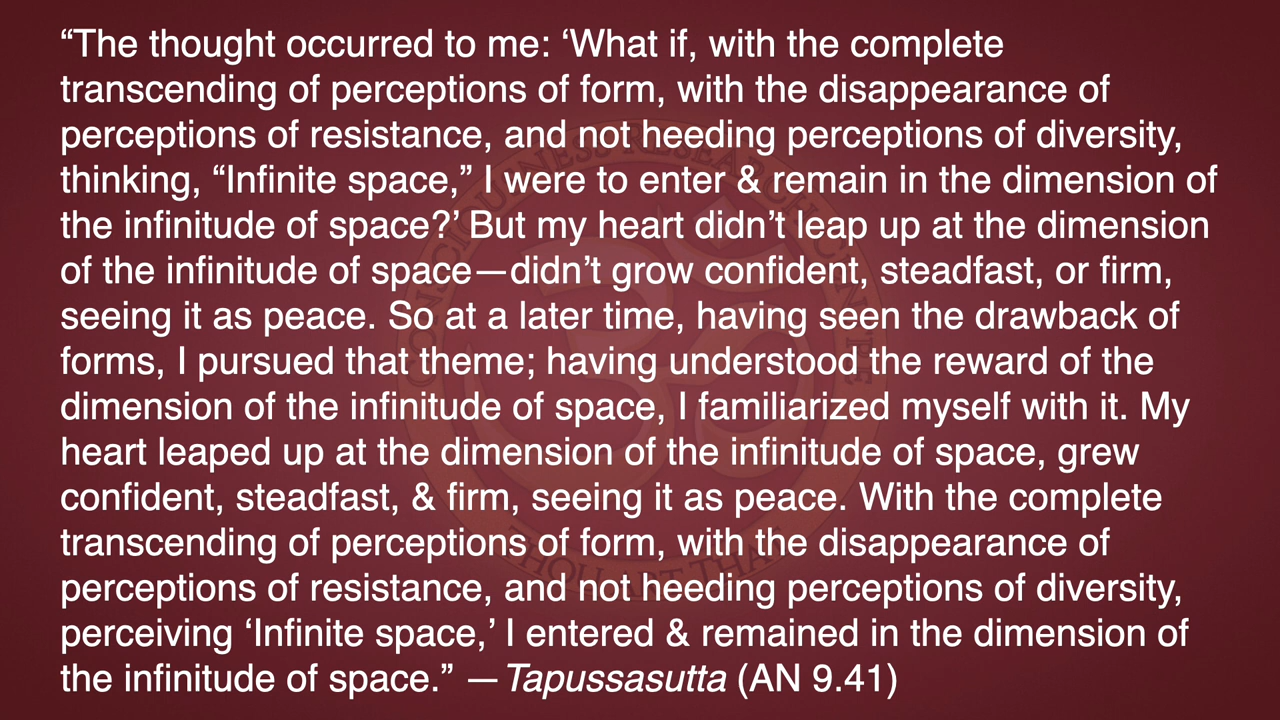 “The thought occurred to me: ‘What if, with the complete
transcending of perceptions of form, with the disappearance of
perceptions of resistance, and not heeding perceptions of diversity,
thinking, “Infinite space,” I were to enter & remain in the dimension of
the infinitude of space?’ But my heart didn’t leap up at the dimension
of the infinitude of space—didn’t grow confident, steadfast, or firm,
seeing it as peace. So at a later time, having seen the drawback of
forms, I pursued that theme; having understood the reward of the
dimension of the infinitude of space, I familiarized myself with it. My
heart leaped up at the dimension of the infinitude of space, grew
confident, steadfast, & firm, seeing it as peace. With the complete
transcending of perceptions of form, with the disappearance of
perceptions of resistance, and not heeding perceptions of diversity,
perceiving ‘Infinite space,’ I entered & remained in the dimension of
the infinitude of space.” — Tapussasutta (AN 9.41)
THOU ART THAT